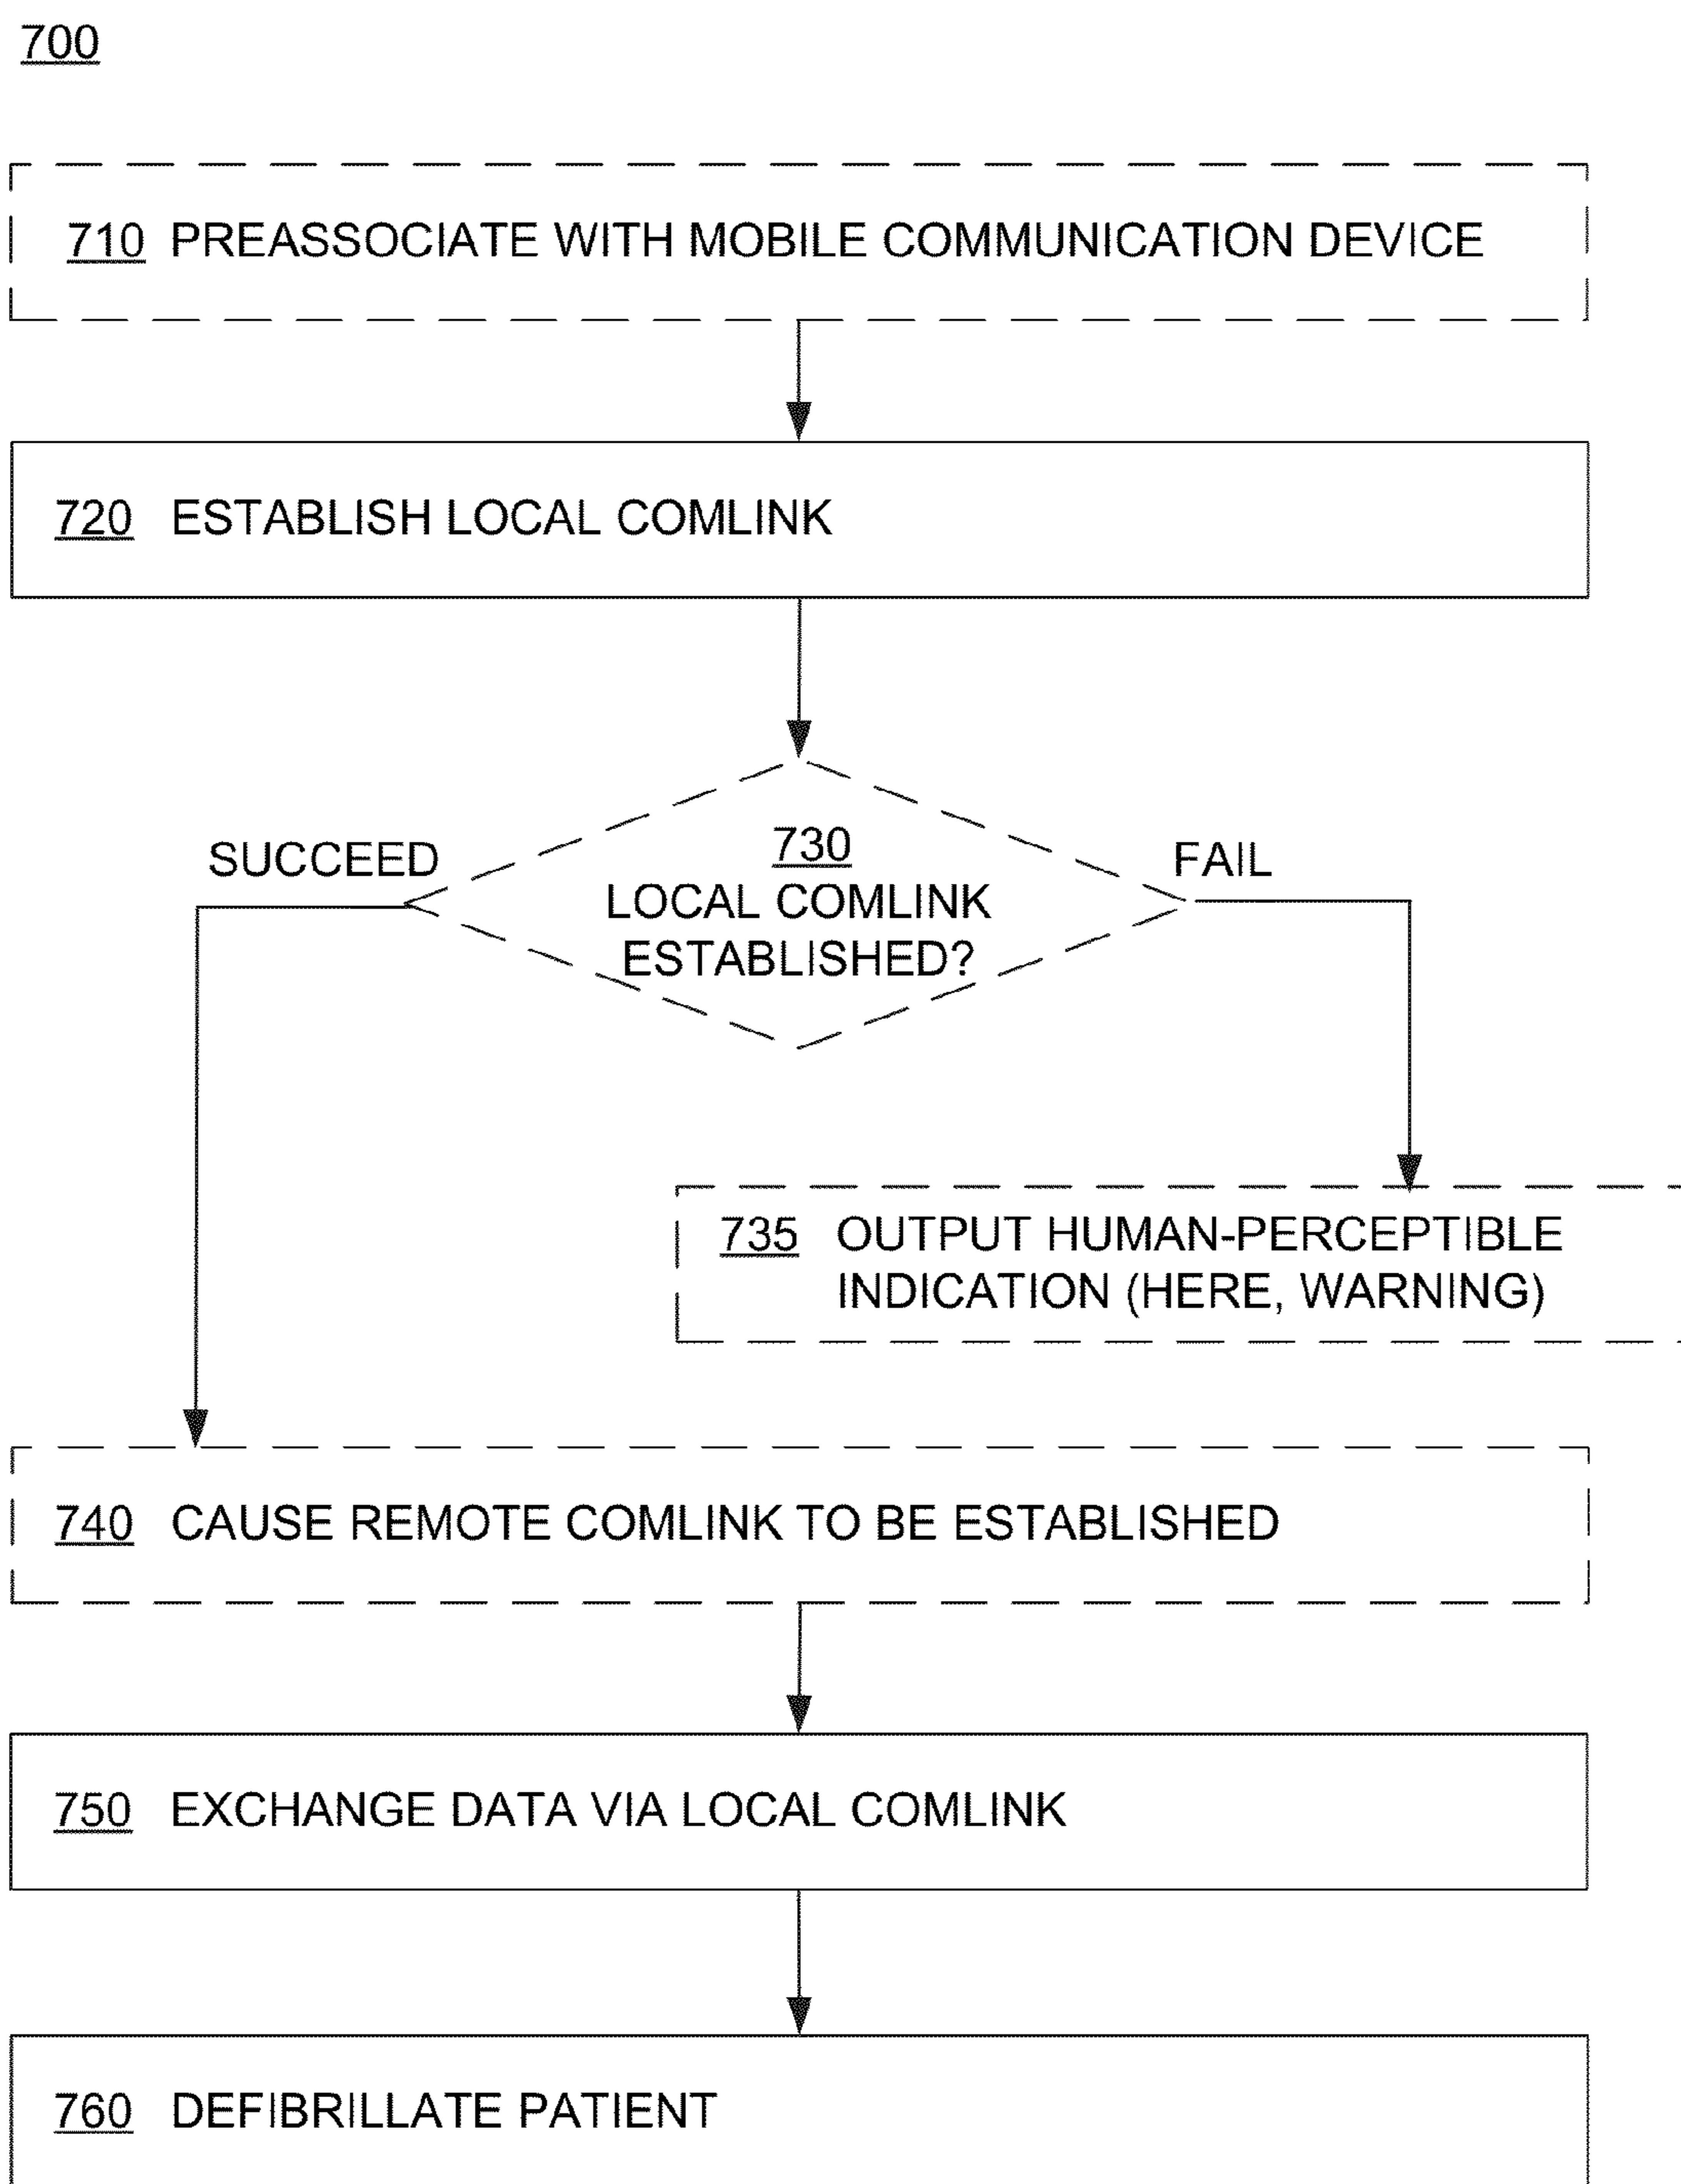 700
710 PREASSOCIATE WITH MOBILE COMMUNICATION DEVICE
720 ESTABLISH LOCAL COMLINK
SUCCEED
730
FAIL
LOCAL COMLINK
ESTABLISHED?
735 OUTPUT HUMAN-PERCEPTIBLE
INDICATION (HERE, WARNING)
740 CAUSE REMOTE COMLINK TO BE ESTABLISHED
750 EXCHANGE DATA VIA LOCAL COMLINK
760 DEFIBRILLATE PATIENT